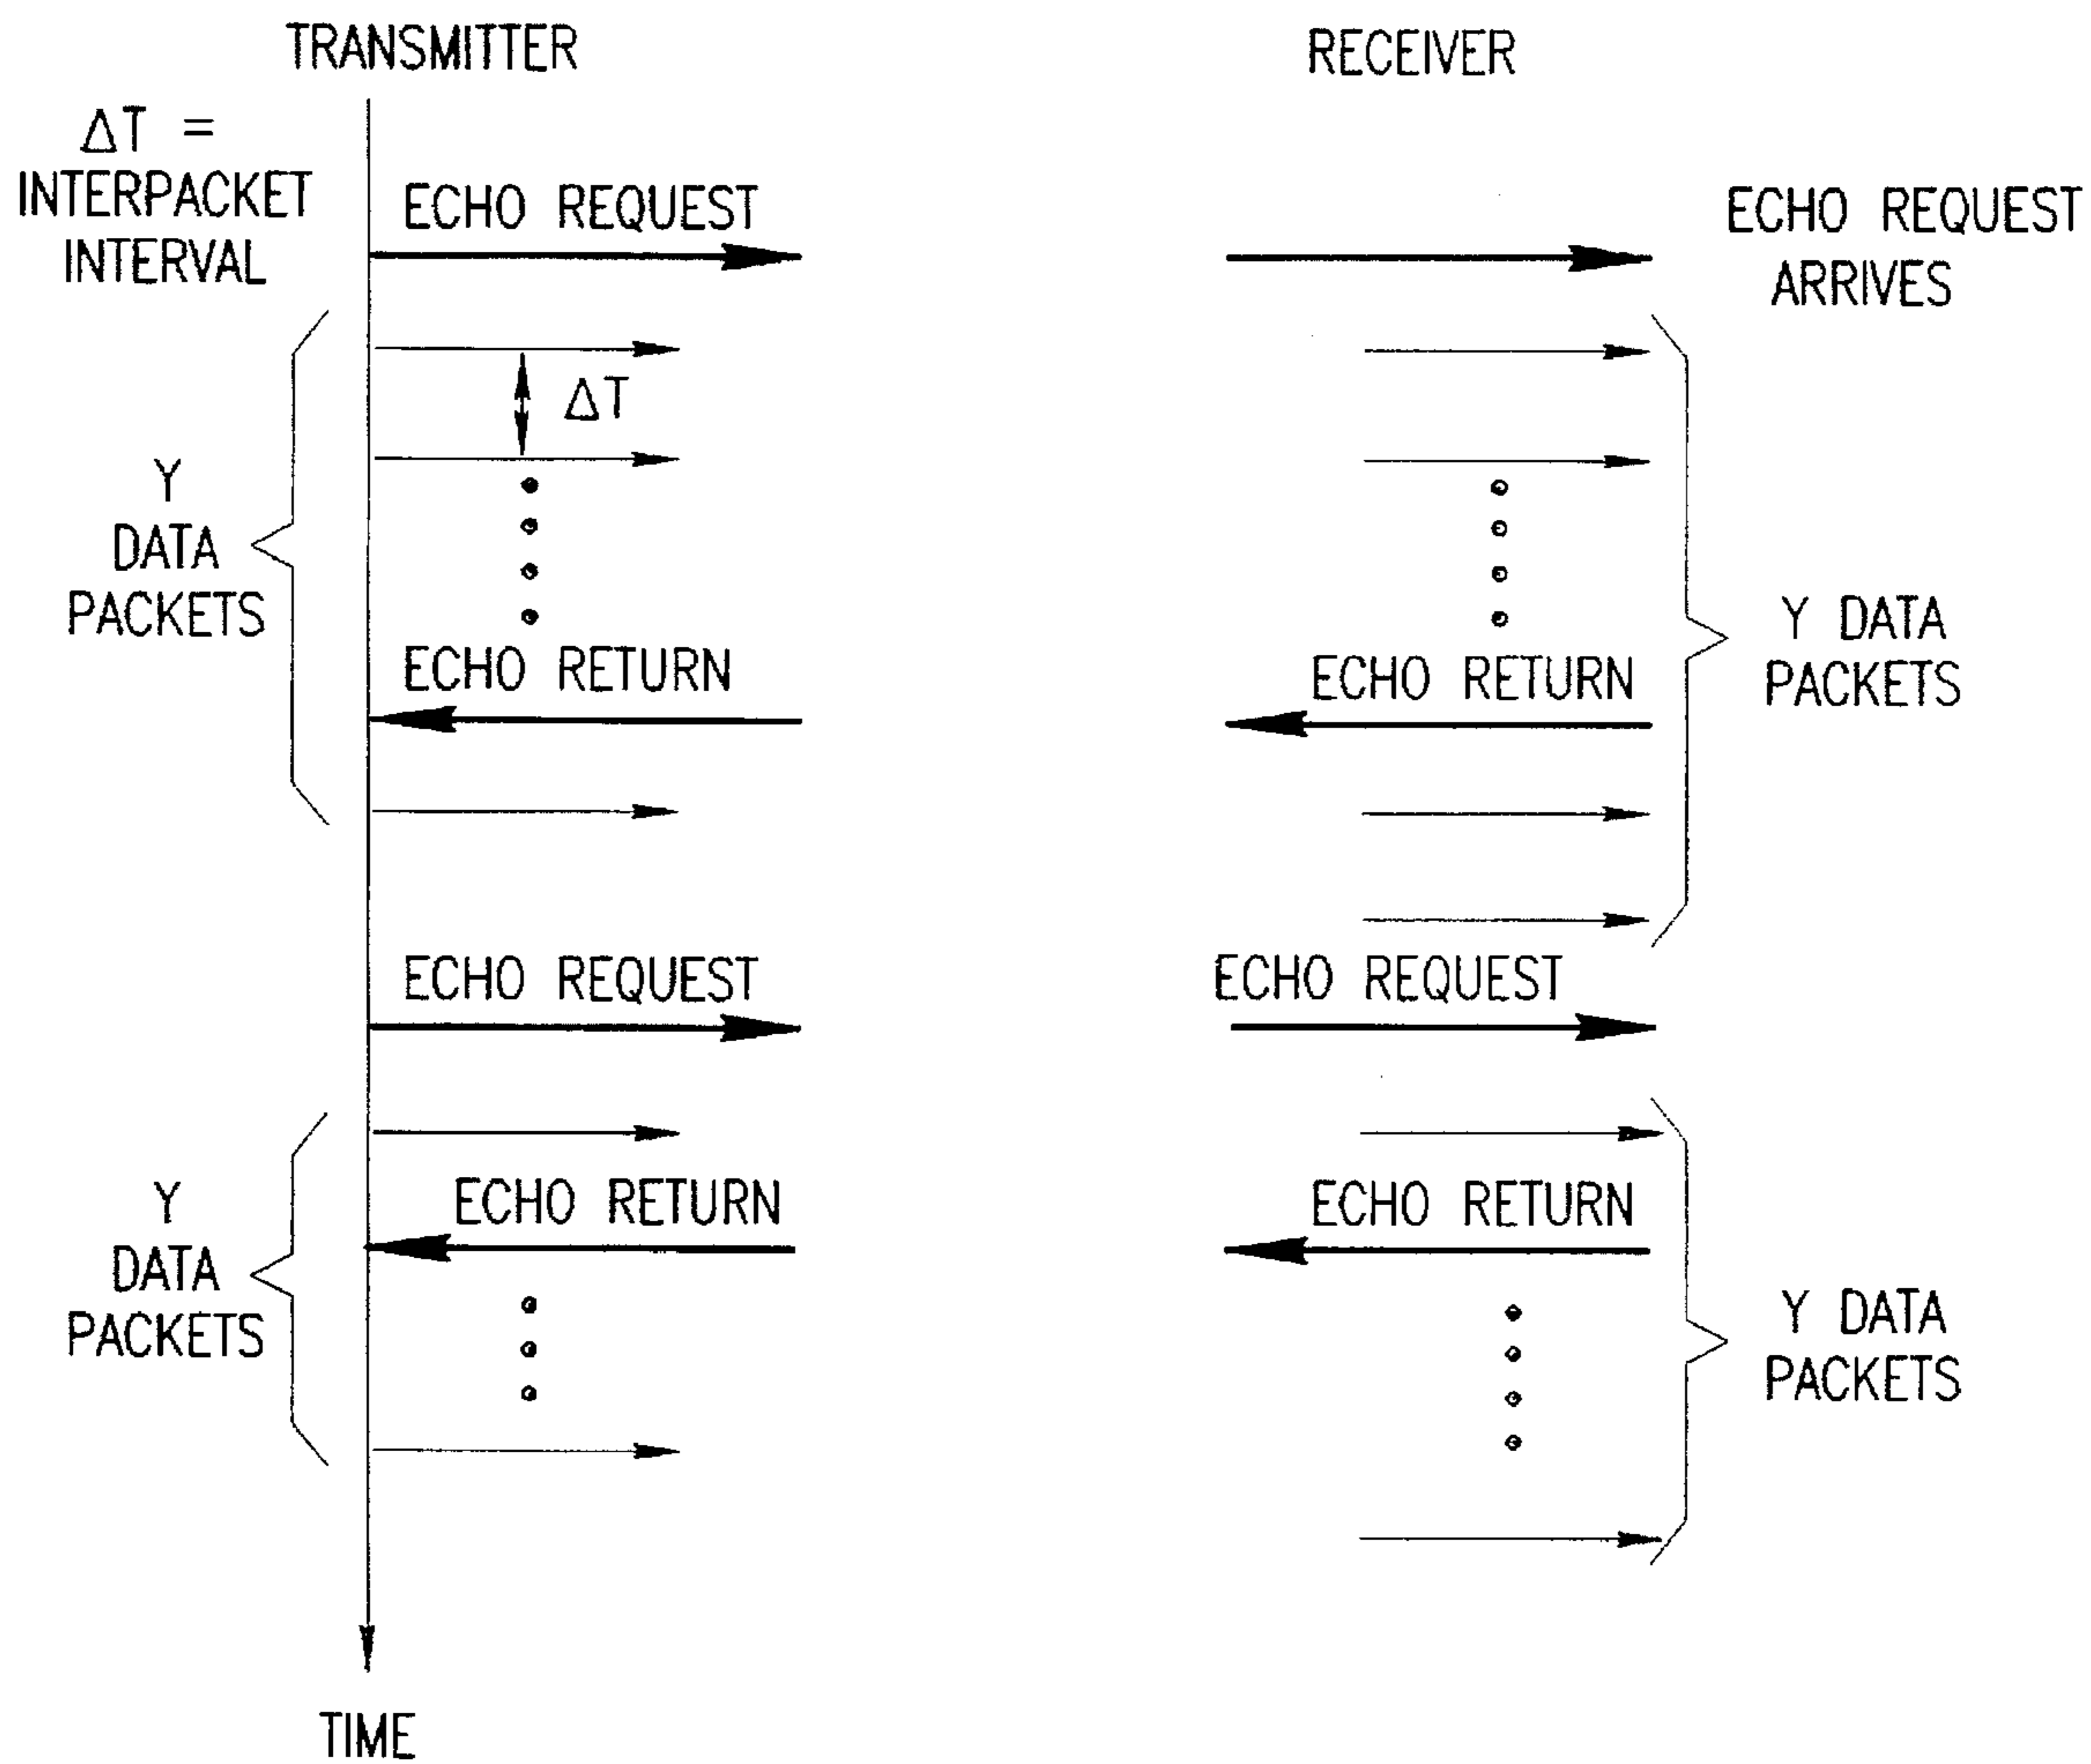 TRANSMITTER
RECEIVER
ΔT =
INTERPACKET
INTERVAL
ECHO REQUEST
ECHO REQUEST
ARRIVES
ΔT
Y
DATA
PACKETS
Y DATA
PACKETS
ECHO RETURN
ECHO RETURN
ECHO REQUEST
ECHO REQUEST
Y
DATA
PACKETS
ECHO RETURN
ECHO RETURN
Y DATA
PACKETS
TIME